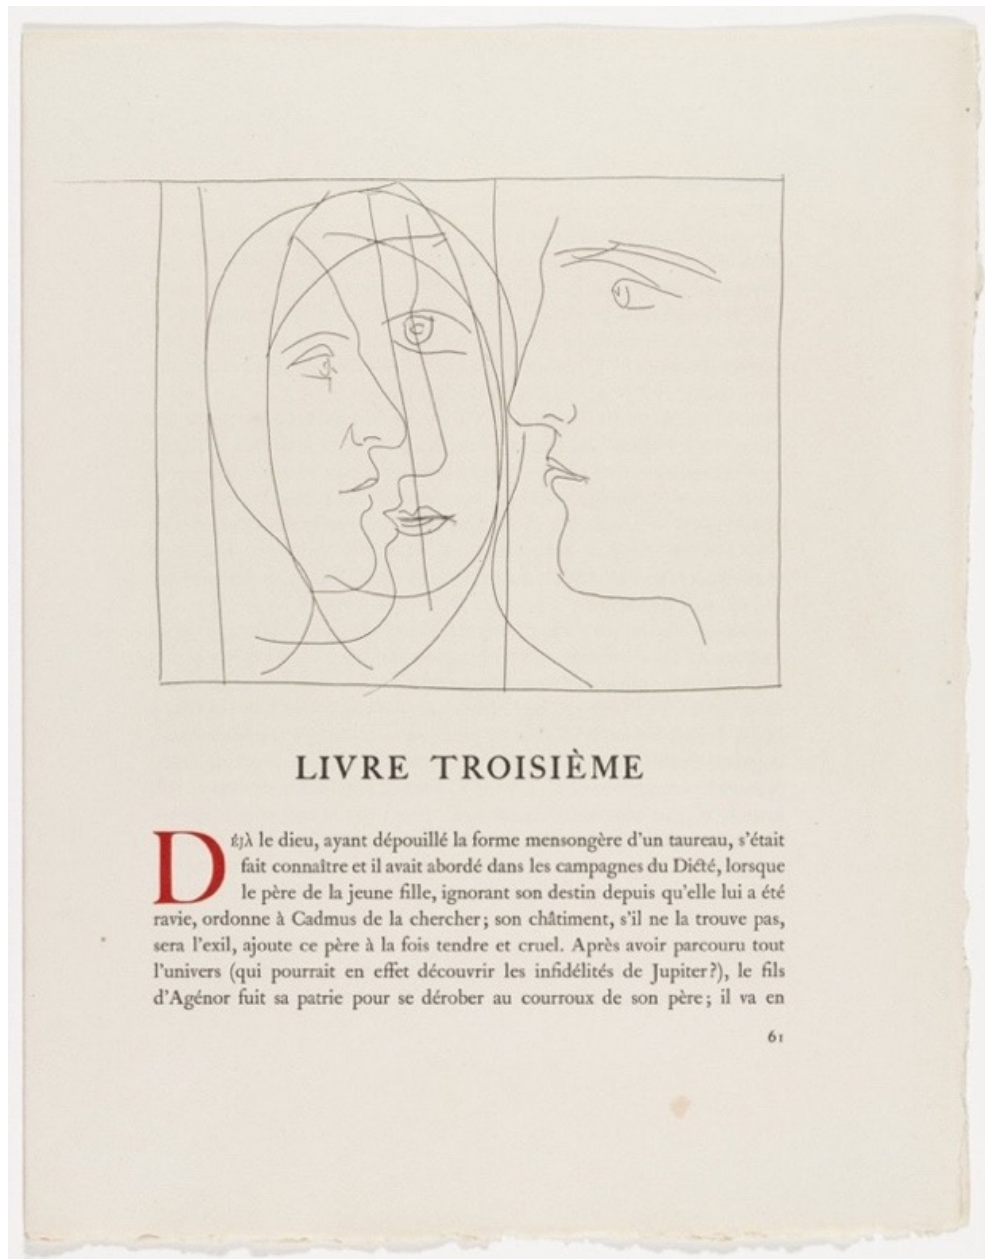 LIVRE TROISIÈME
DÉJÀ le dieu, ayant dépouillé la forme mensongère d'un taureau, s'était
fait connaître et il avait abordé dans les campagnes du Dicté, lorsque
le père de la jeune fille, ignorant son destin depuis qu'elle lui a été
ravie, ordonne à Cadmus de la chercher; son châtiment, s'il ne la trouve pas,
sera l'exil, ajoute ce père à la fois tendre et cruel. Après avoir parcouru tout
l'univers (qui pourrait en effet découvrir les infidélités de Jupiter?), le fils
d'Agénor fuit sa patrie pour se dérober au courroux de son père; il va en
61